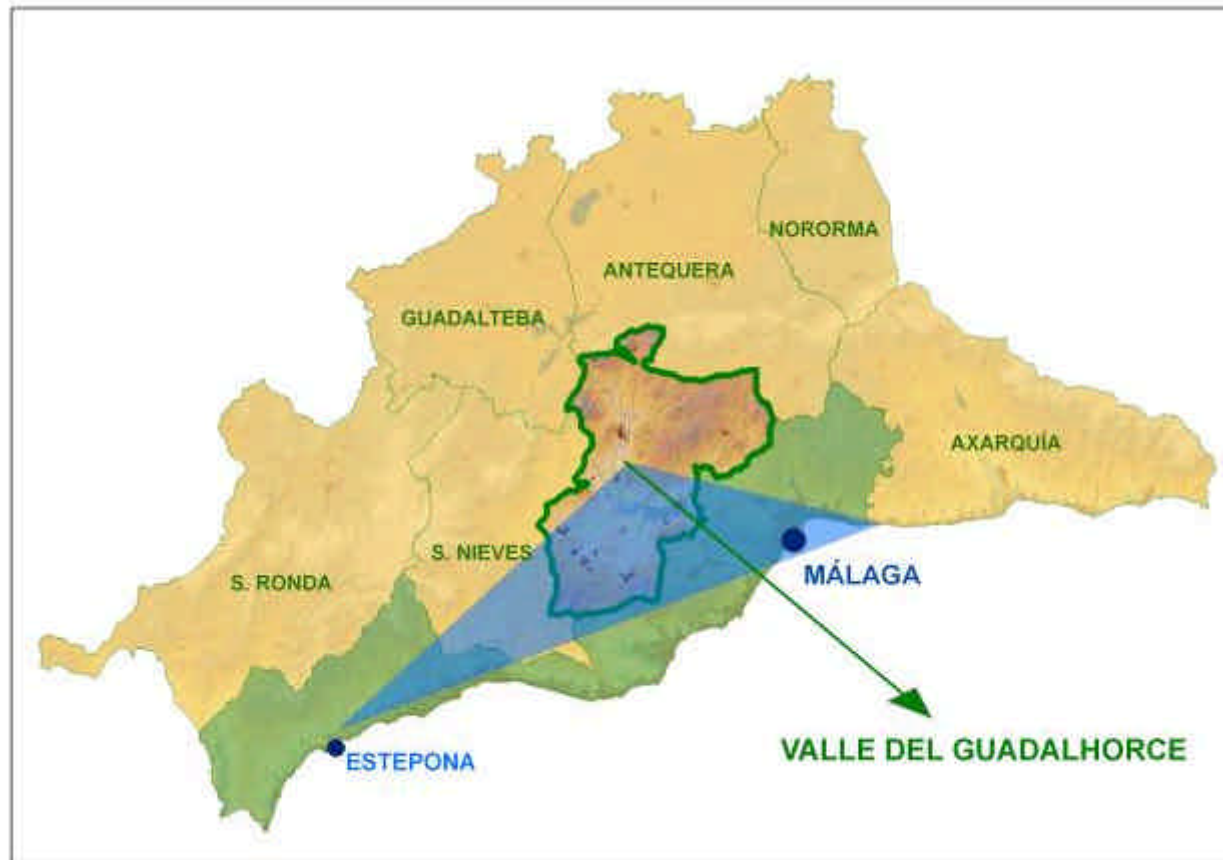 NORORMA
ANTEQUERA
GUADALTEBA
AXARQUÍA
S. NIEVES
S. RONDA
MÁLAGA
VALLE DEL GUADALHORCE
ESTEPONA